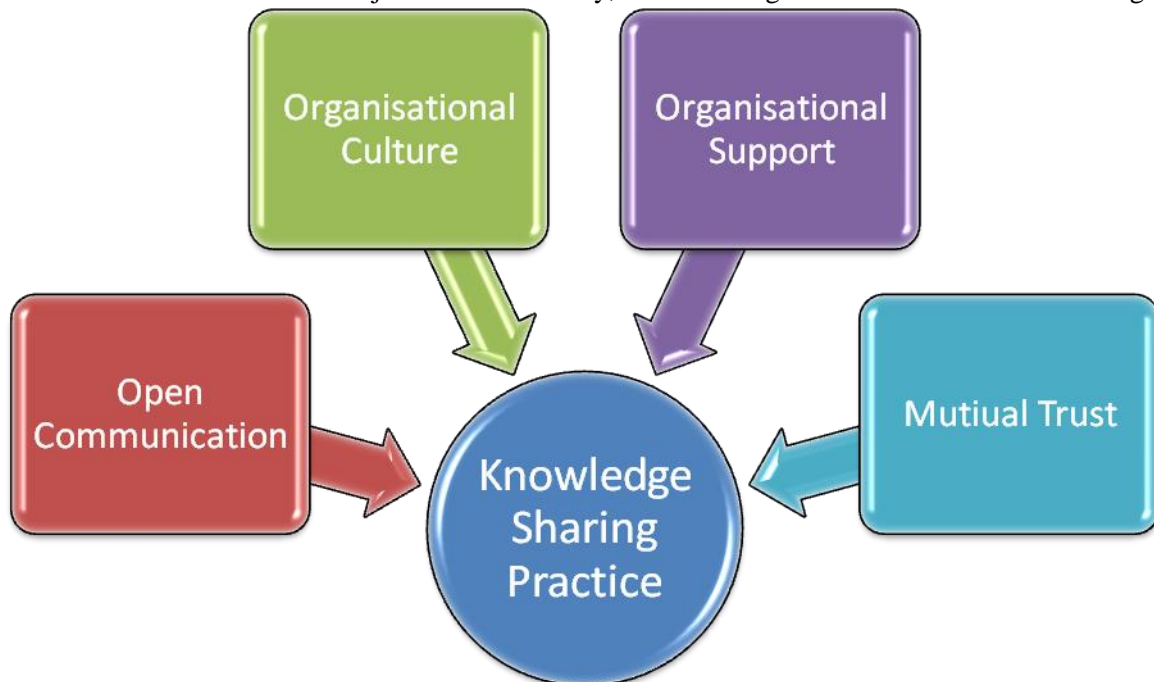 Organisational
Culture
Organisational
Support
Open
Communication
Mutiual Trust
Knowledge
Sharing
Practice